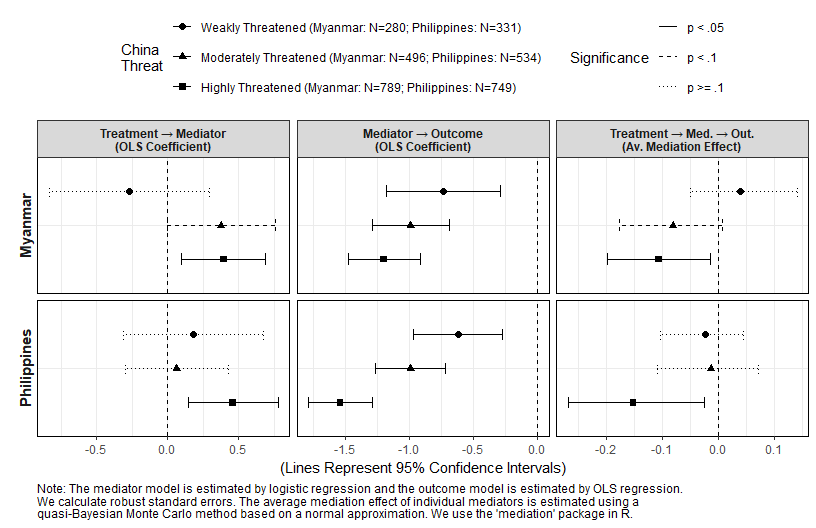 China
Threat
Weakly Threatened (Myanmar: N=280; Philippines: N=331)
Moderately Threatened (Myanmar: N=496; Philippines: N=534)
Highly Threatened (Myanmar: N=789; Philippines: N=749)
Significance
p < .05
p < .1
p >= .1
Treatment → Mediator
(OLS Coefficient)
Mediator → Outcome
(OLS Coefficient)
Treatment → Med. → Out.
(Av. Mediation Effect)
Myanmar
Philippines
-0.5 0.0 0.5
-1.5 -1.0 -0.5 0.0
-0.2 -0.1 0.0 0.1
(Lines Represent 95% Confidence Intervals)
Note: The mediator model is estimated by logistic regression and the outcome model is estimated by OLS regression.
We calculate robust standard errors. The average mediation effect of individual mediators is estimated using a
quasi-Bayesian Monte Carlo method based on a normal approximation. We use the 'mediation' package in R.